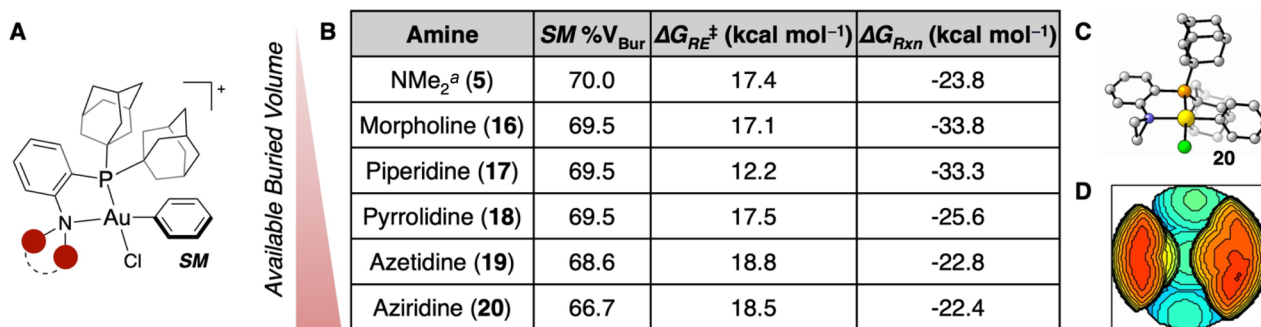 A
+
P
N
Au
Cl
SM
Available Buried Volume
B
Amine SM %V_Bur ΔG_RE‡ (kcal mol⁻¹) ΔG_Rxn (kcal mol⁻¹)
NMe₂ᵃ (5) 70.0 17.4 -23.8
Morpholine (16) 69.5 17.1 -33.8
Piperidine (17) 69.5 12.2 -33.3
Pyrrolidine (18) 69.5 17.5 -25.6
Azetidine (19) 68.6 18.8 -22.8
Aziridine (20) 66.7 18.5 -22.4
C
20
D